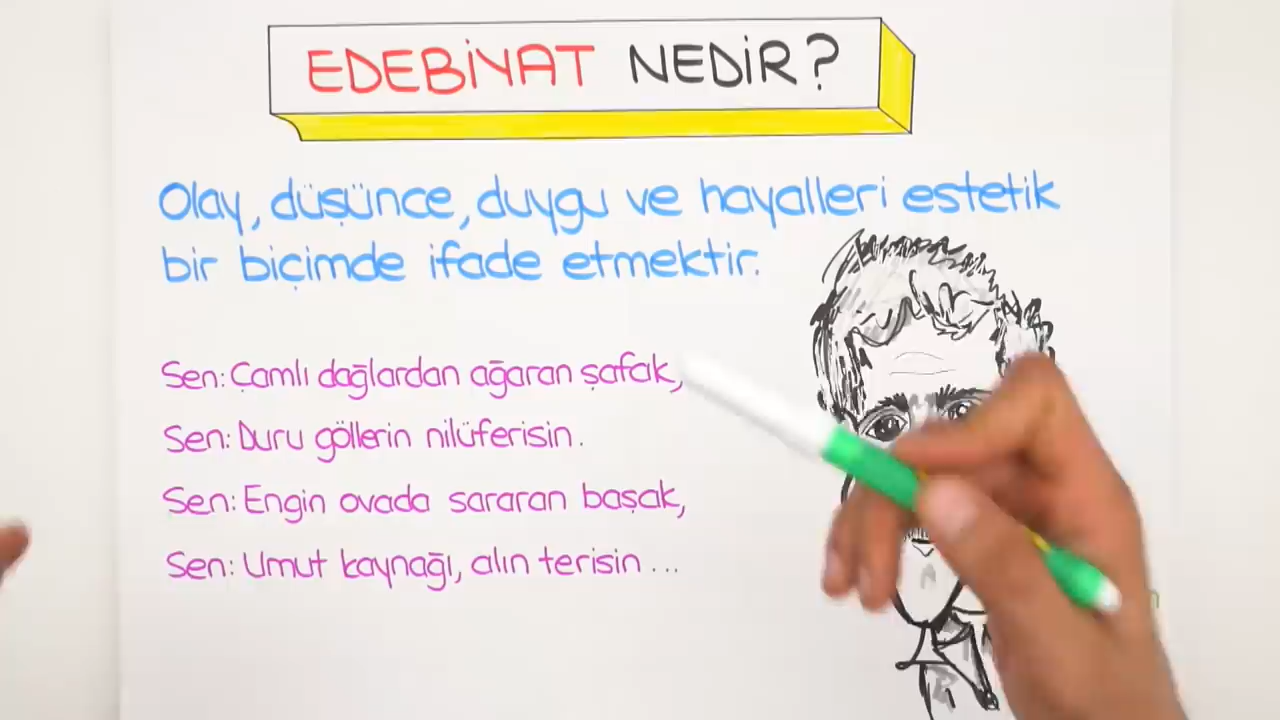 EDEBİYAT NEDİR?
Olay, düşünce, duygu ve hayalleri estetik
bir biçimde ifade etmektir.
Sen: Çamlı dağlardan ağaran şafak,
Sen: Duru göllerin nilüferisin.
Sen: Engin ovada sararan başak,
Sen: Umut kaynağı, alın terisin...